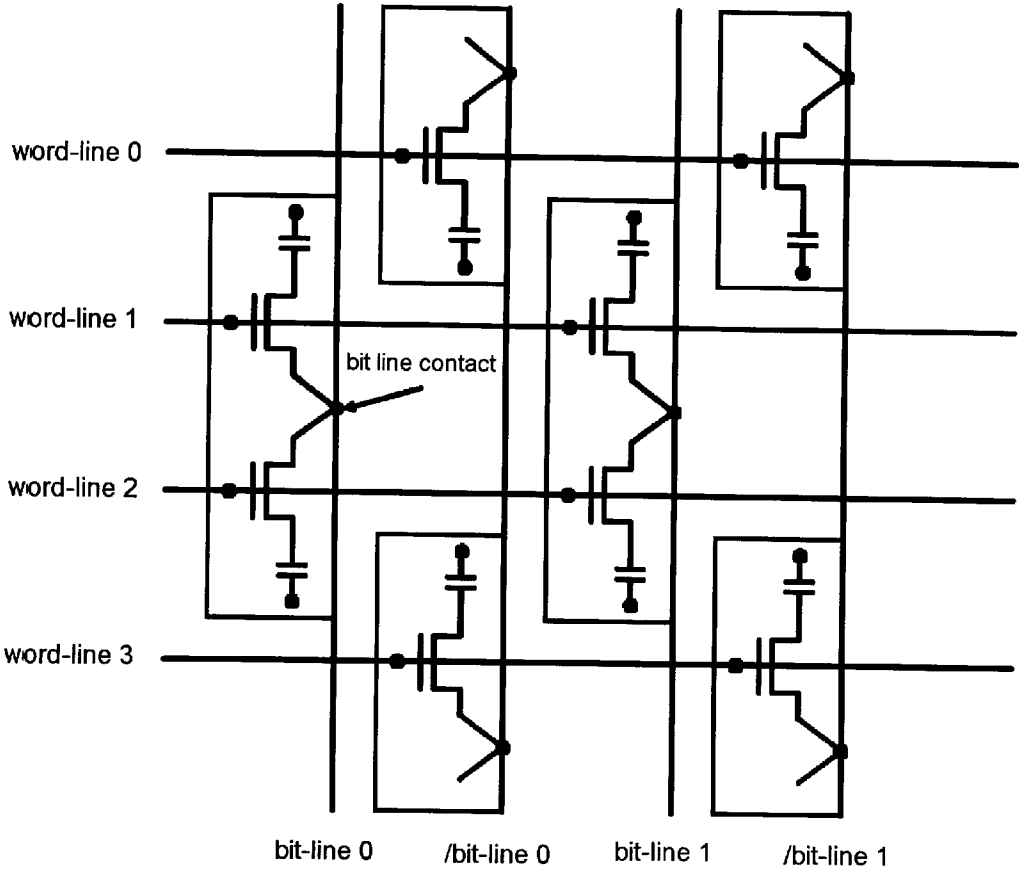 word-line 0
word-line 1
bit line contact
word-line 2
word-line 3
bit-line 0
/bit-line 0
bit-line 1
/bit-line 1